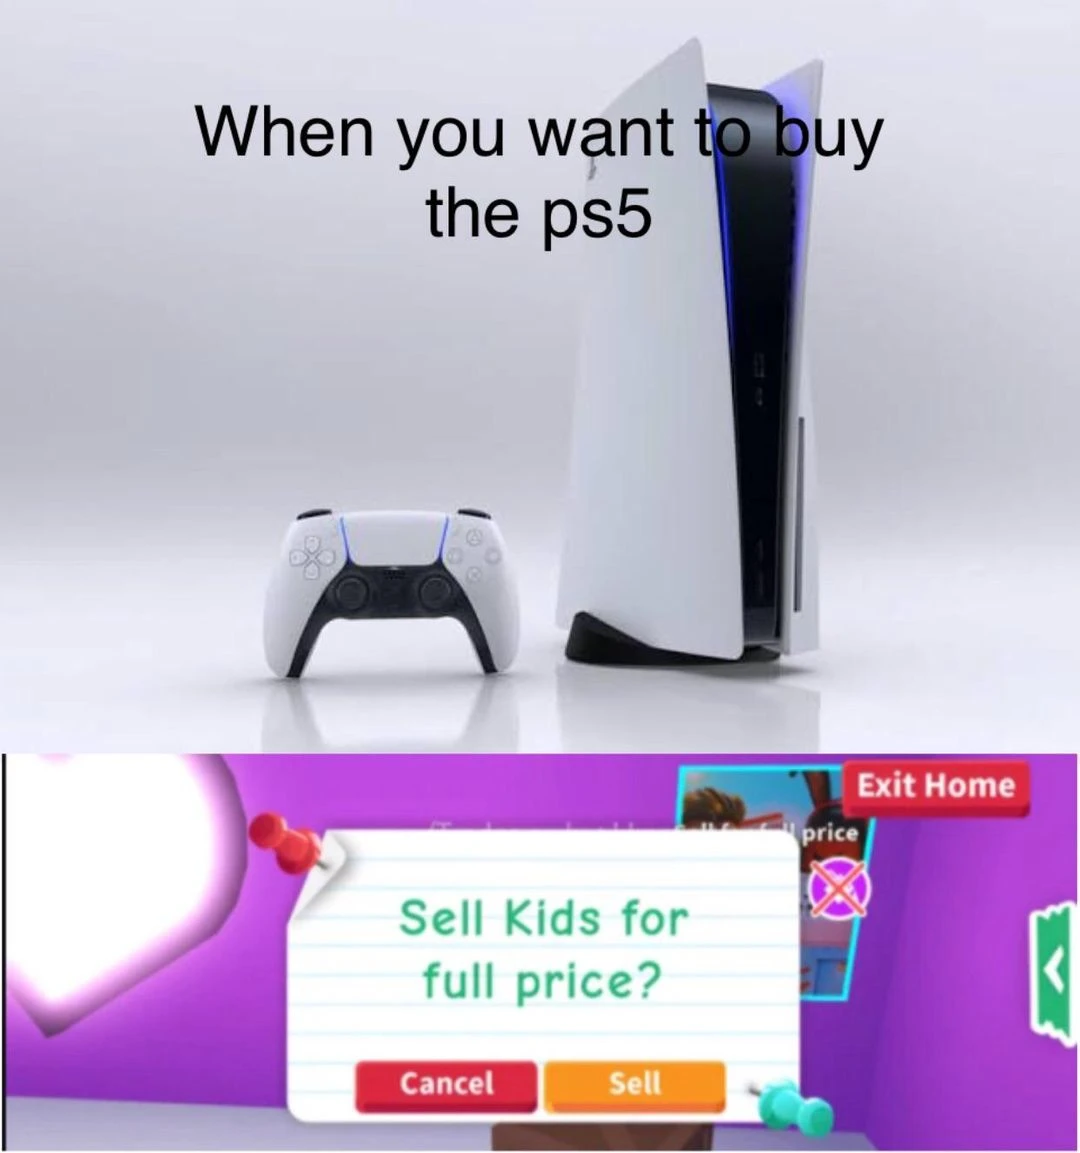 When you want to buy
the ps5
Exit Home
price
Sell Kids for
full price?
Cancel
Sell